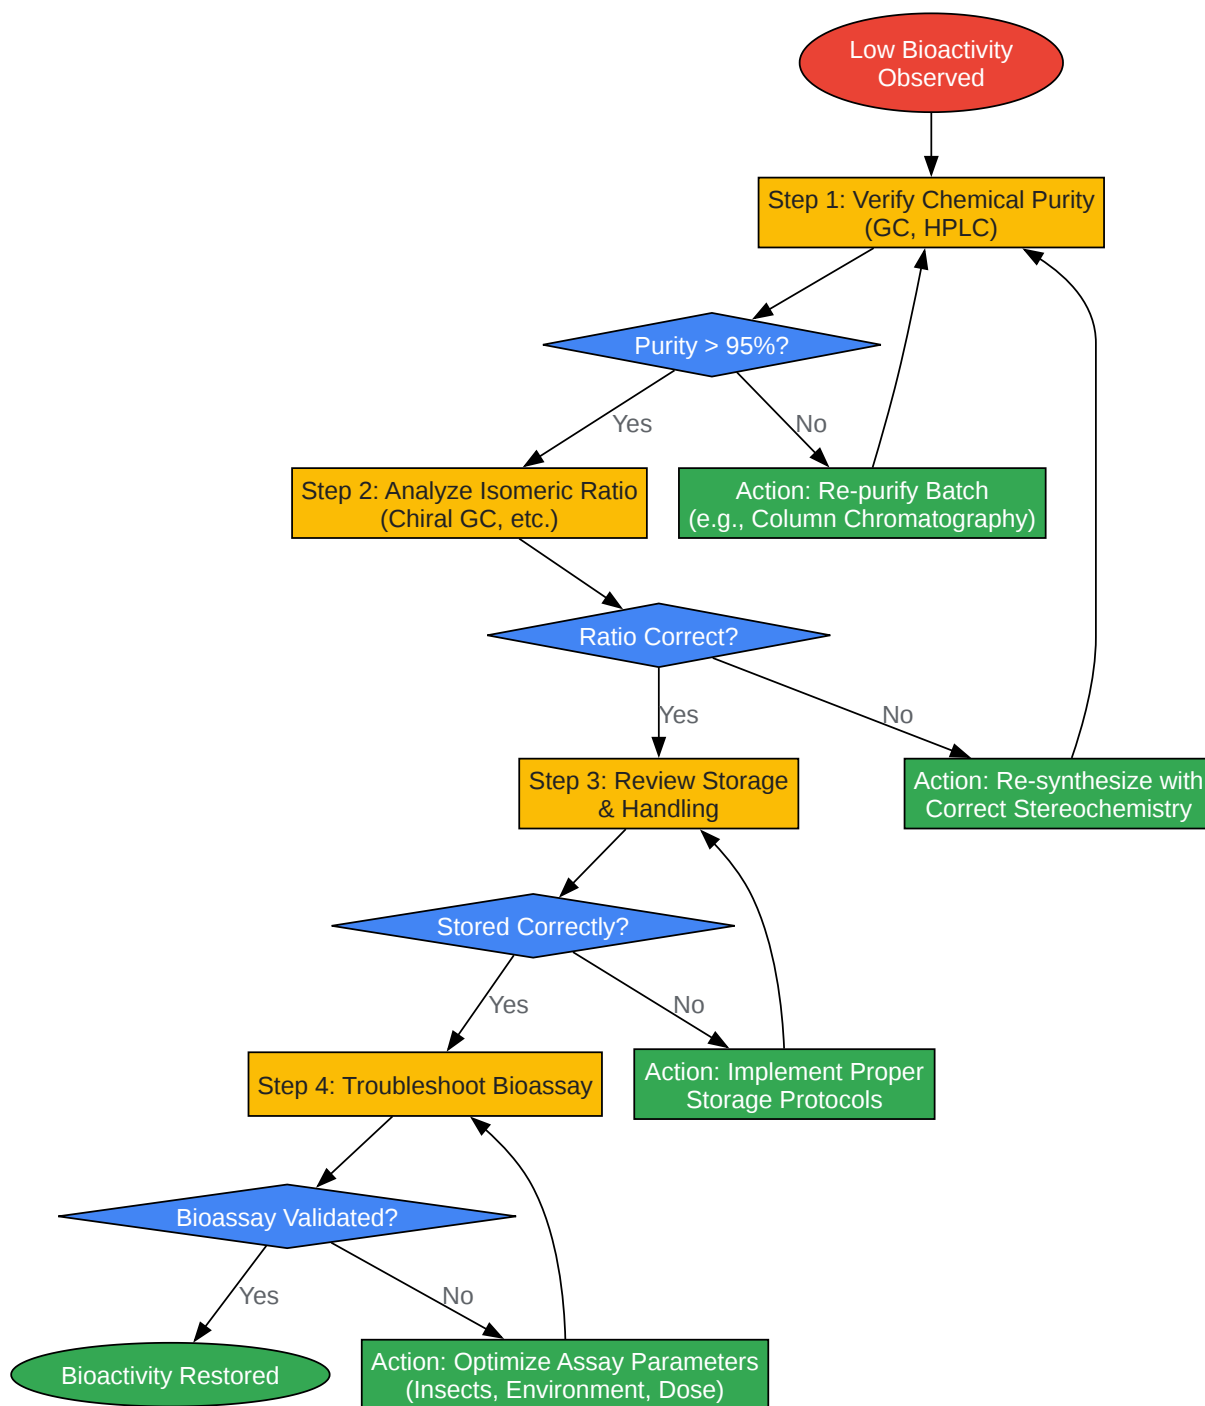 Low Bioactivity
Observed
Step 1: Verify Chemical Purity
(GC, HPLC)
Purity > 95%?
Yes
No
Step 2: Analyze Isomeric Ratio
(Chiral GC, etc.)
Action: Re-purify Batch
(e.g., Column Chromatography)
Ratio Correct?
Yes
No
Step 3: Review Storage
& Handling
Action: Re-synthesize with
Correct Stereochemistry
Stored Correctly?
Yes
No
Step 4: Troubleshoot Bioassay
Action: Implement Proper
Storage Protocols
Bioassay Validated?
Yes
No
Bioactivity Restored
Action: Optimize Assay Parameters
(Insects, Environment, Dose)